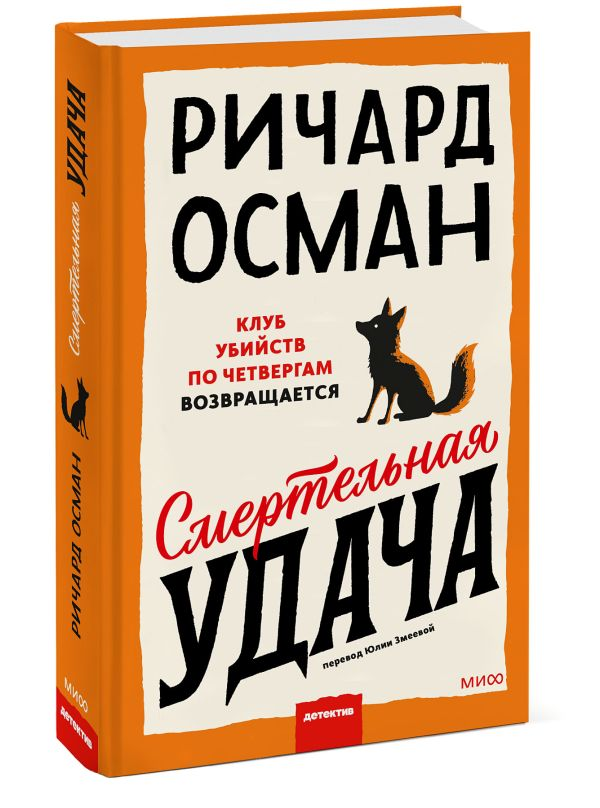 РИЧАРД
ОСМАН
КЛУБ
УБИЙСТВ
ПО ЧЕТВЕРГАМ
ВОЗВРАЩАЕТСЯ
Смертельная
УДАЧА
перевод Юлии Змеевой
МИФ
детектив
РИЧАРД ОСМАН
Смертельная УДАЧА
МИФ
детектив